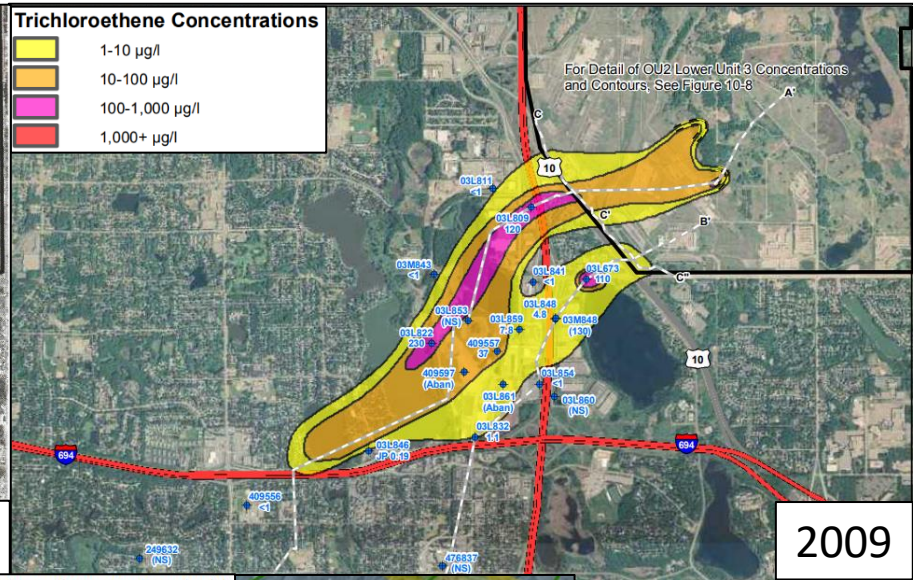 Trichloroethene Concentrations
1-10 µg/l
10-100 µg/l
100-1,000 µg/l
1,000+ µg/l
For Detail of OU2 Lower Unit 3 Concentrations
and Contours, See Figure 10-8
A'
C
10
03L811
<1
03L809
120
C'
B'
03M843
<1
03L841
<1
03L673
110
C"
03L853
(NS)
03L848
4.8
03L859
7.8
03M848
(130)
03L822
230
409557
37
10
409597
(Aban)
03L854
<1
03L861
(Aban)
03L860
(NS)
03L832
1.1
694
03L846
JP 0.19
694
409556
<1
249632
(NS)
476837
(NS)
2009